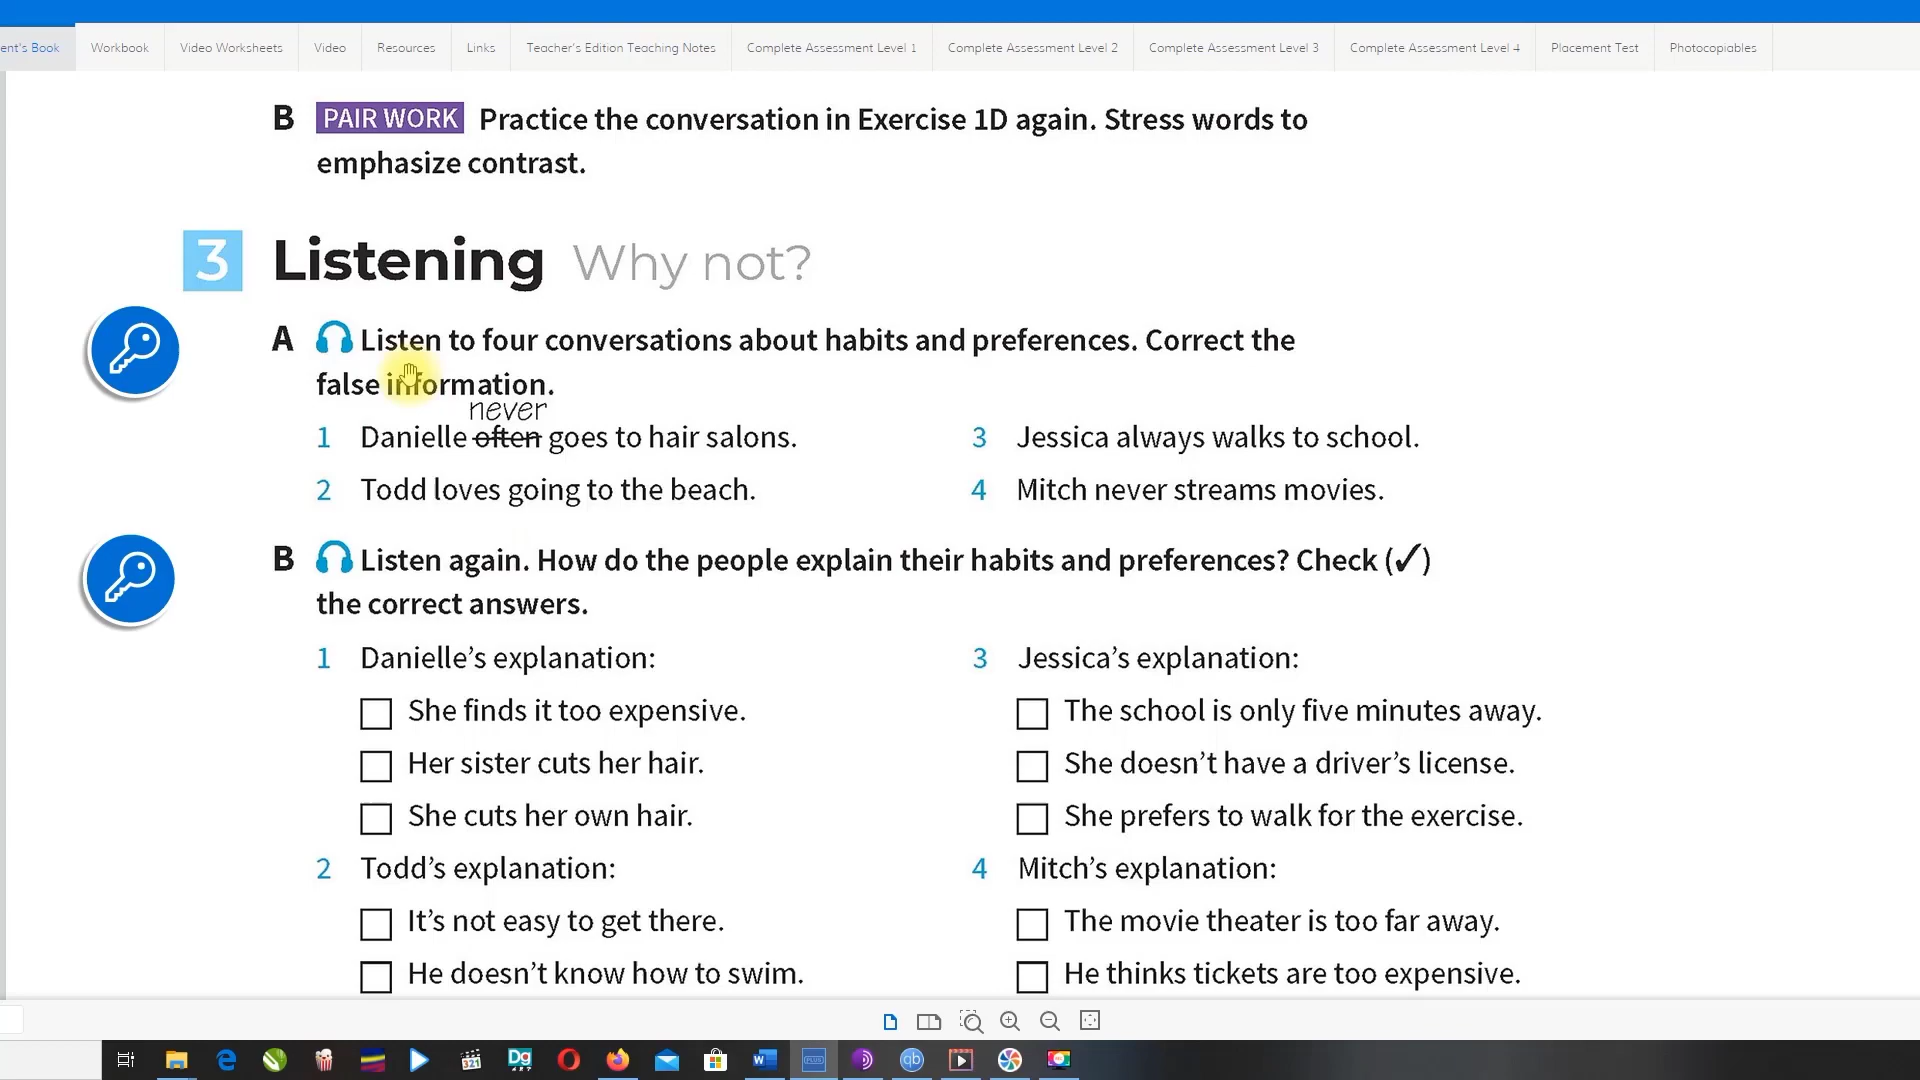 ent's Book Workbook Video Worksheets Video Resources Links Teacher's Edition Teaching Notes Complete Assessment Level 1 Complete Assessment Level 2 Complete Assessment Level 3 Complete Assessment Level 4 Placement Test Photocopiables
B PAIR WORK Practice the conversation in Exercise 1D again. Stress words to
emphasize contrast.
3 Listening Why not?
A Listen to four conversations about habits and preferences. Correct the
false information.
never
1 Danielle often goes to hair salons.
2 Todd loves going to the beach.
3 Jessica always walks to school.
4 Mitch never streams movies.
B Listen again. How do the people explain their habits and preferences? Check (✓)
the correct answers.
1 Danielle's explanation:
She finds it too expensive.
Her sister cuts her hair.
She cuts her own hair.
2 Todd's explanation:
It's not easy to get there.
He doesn't know how to swim.
3 Jessica's explanation:
The school is only five minutes away.
She doesn't have a driver's license.
She prefers to walk for the exercise.
4 Mitch's explanation:
The movie theater is too far away.
He thinks tickets are too expensive.
321 Dg W PLUS qb